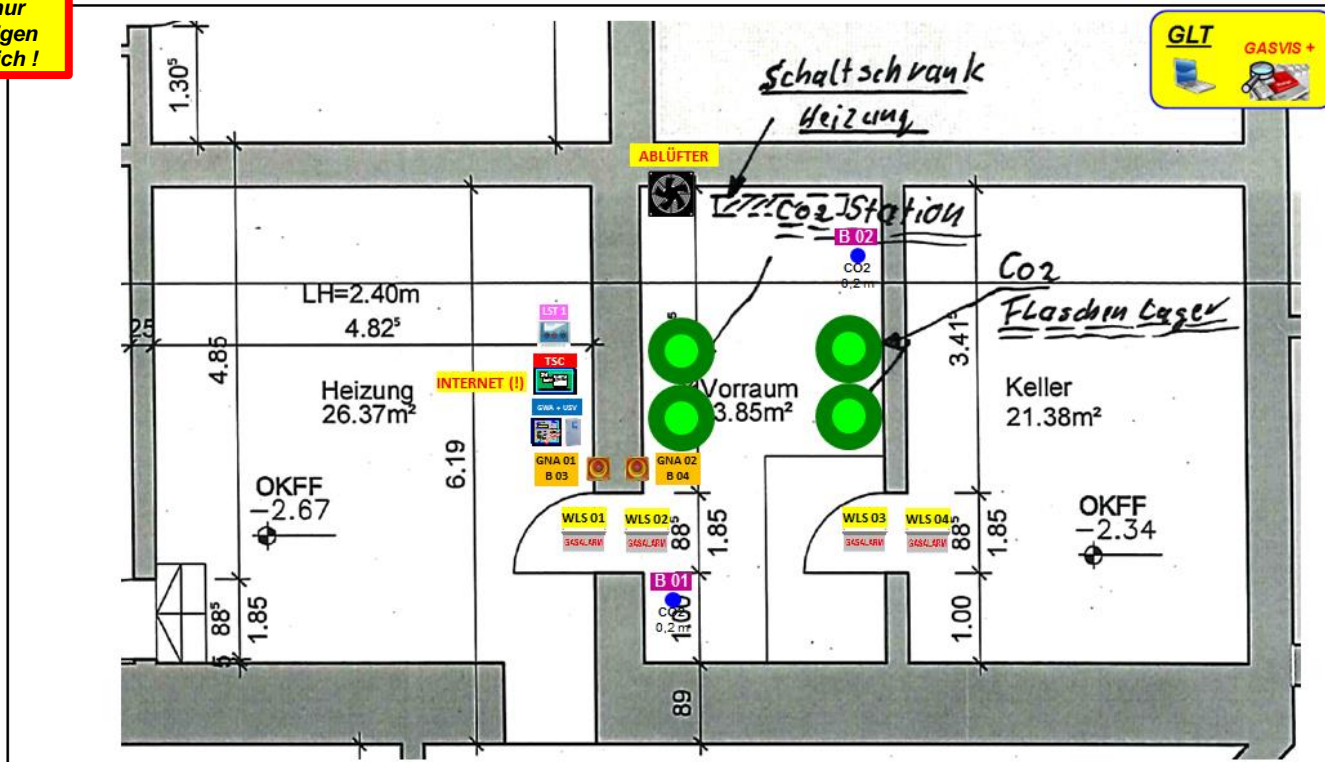 nur
igen
ich !
GLT
GASVIS +
Schaltschrank
Heizung
1.30⁵
ABLÜFTER
Co2 Station
B 02
CO2
0,2 m
Co2
Flaschen Lager
LH=2.40m
4.82⁵
25
4.85
LST 1
TSC
INTERNET (!)
GWA + USV
Heizung
26.37m²
Vorraum
3.85m²
3.41⁵
Keller
21.38m²
6.19
GNA 01
B 03
GNA 02
B 04
OKFF
-2.67
WLS 01
GASALARM
WLS 02
GASALARM
88⁵
1.85
WLS 03
GASALARM
WLS 04
GASALARM
88⁵
1.85
OKFF
-2.34
B 01
CO2
0,2 m
1.00
1.00
88⁵
1.85
5
89